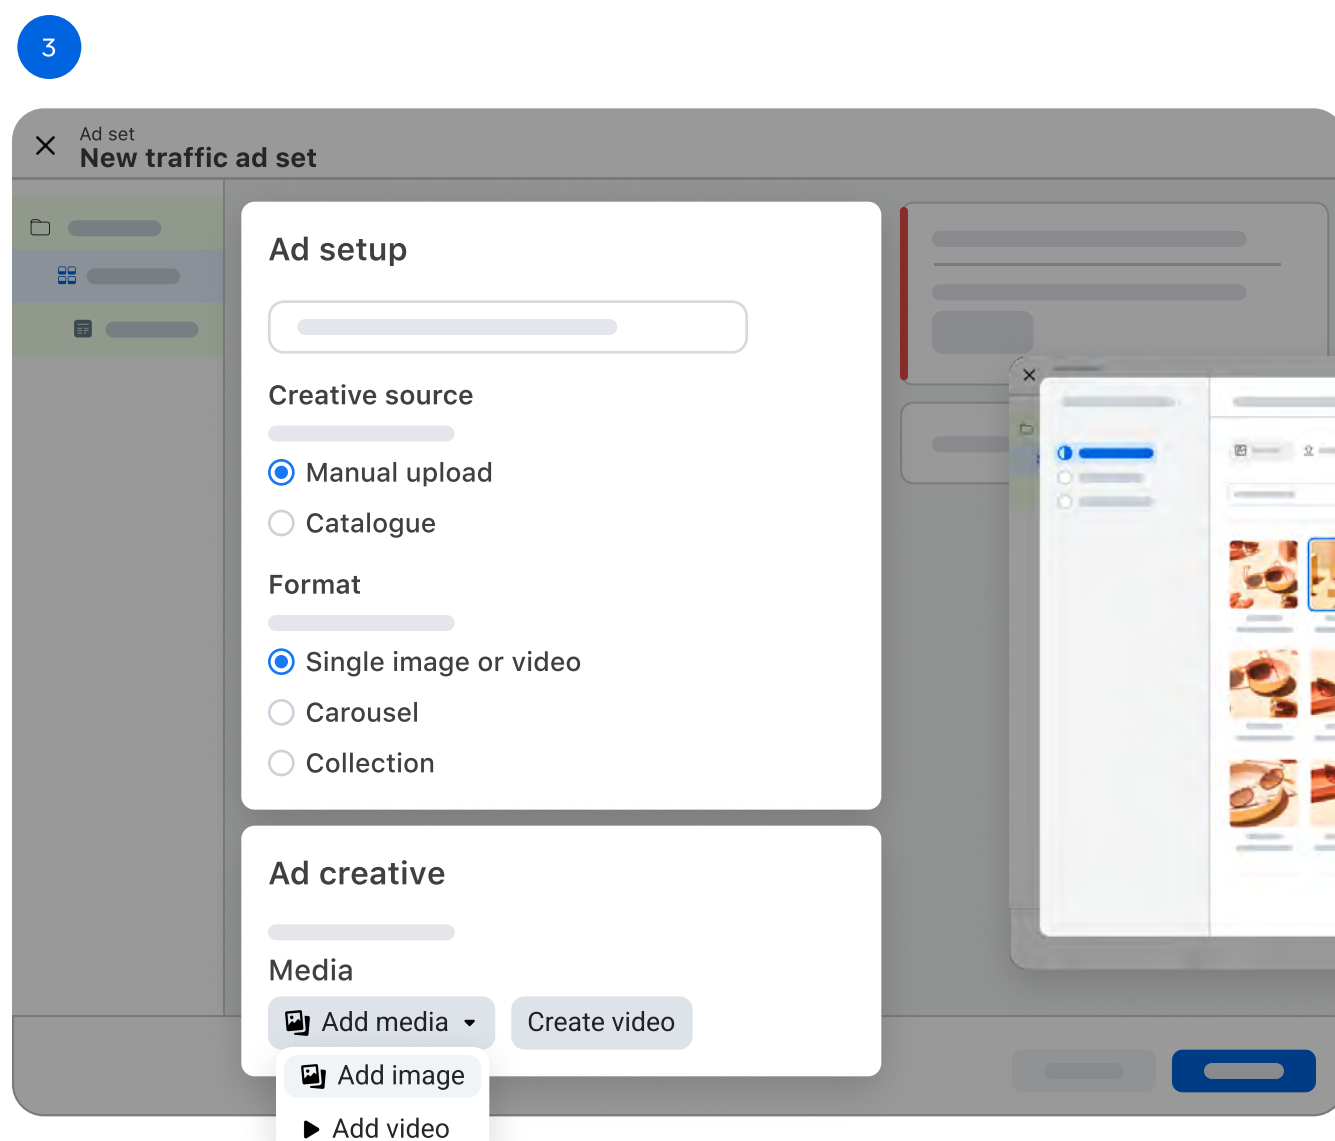 3
Ad set
New traffic ad set
Ad setup
Creative source
Manual upload
Catalogue
Format
Single image or video
Carousel
Collection
Ad creative
Media
Add media
Create video
Add image
Add video